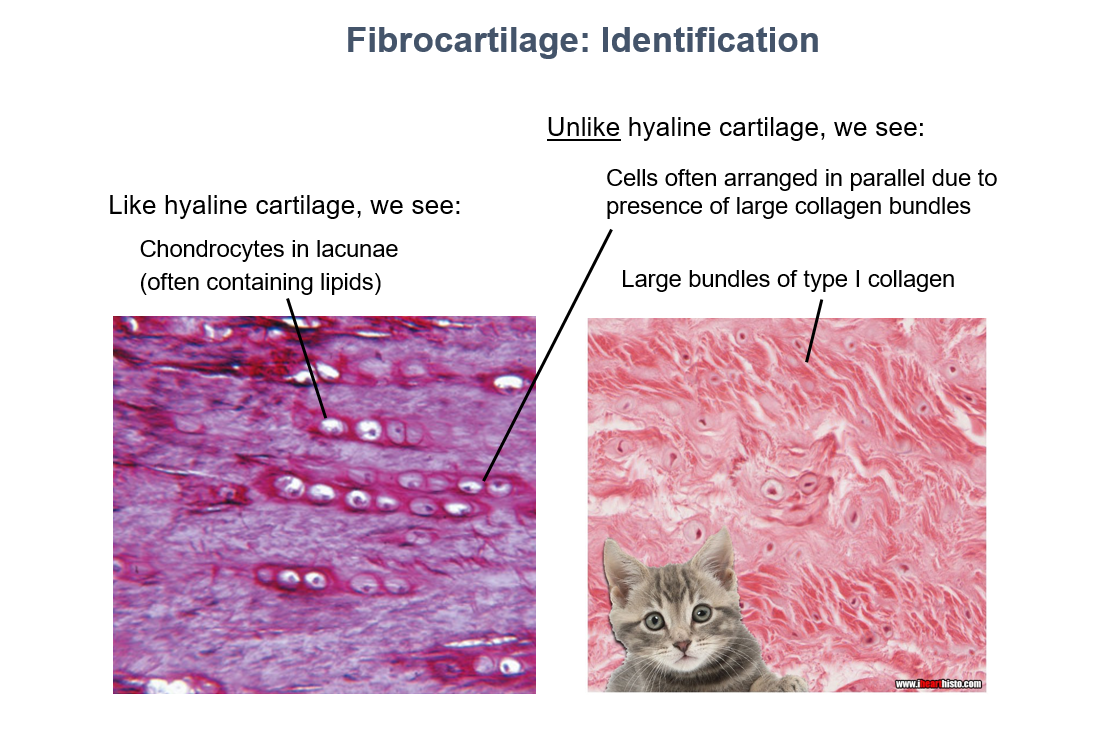 Fibrocartilage: Identification
Unlike hyaline cartilage, we see:
Cells often arranged in parallel due to
presence of large collagen bundles
Like hyaline cartilage, we see:
Chondrocytes in lacunae
(often containing lipids)
Large bundles of type I collagen
www.ihearthisto.com